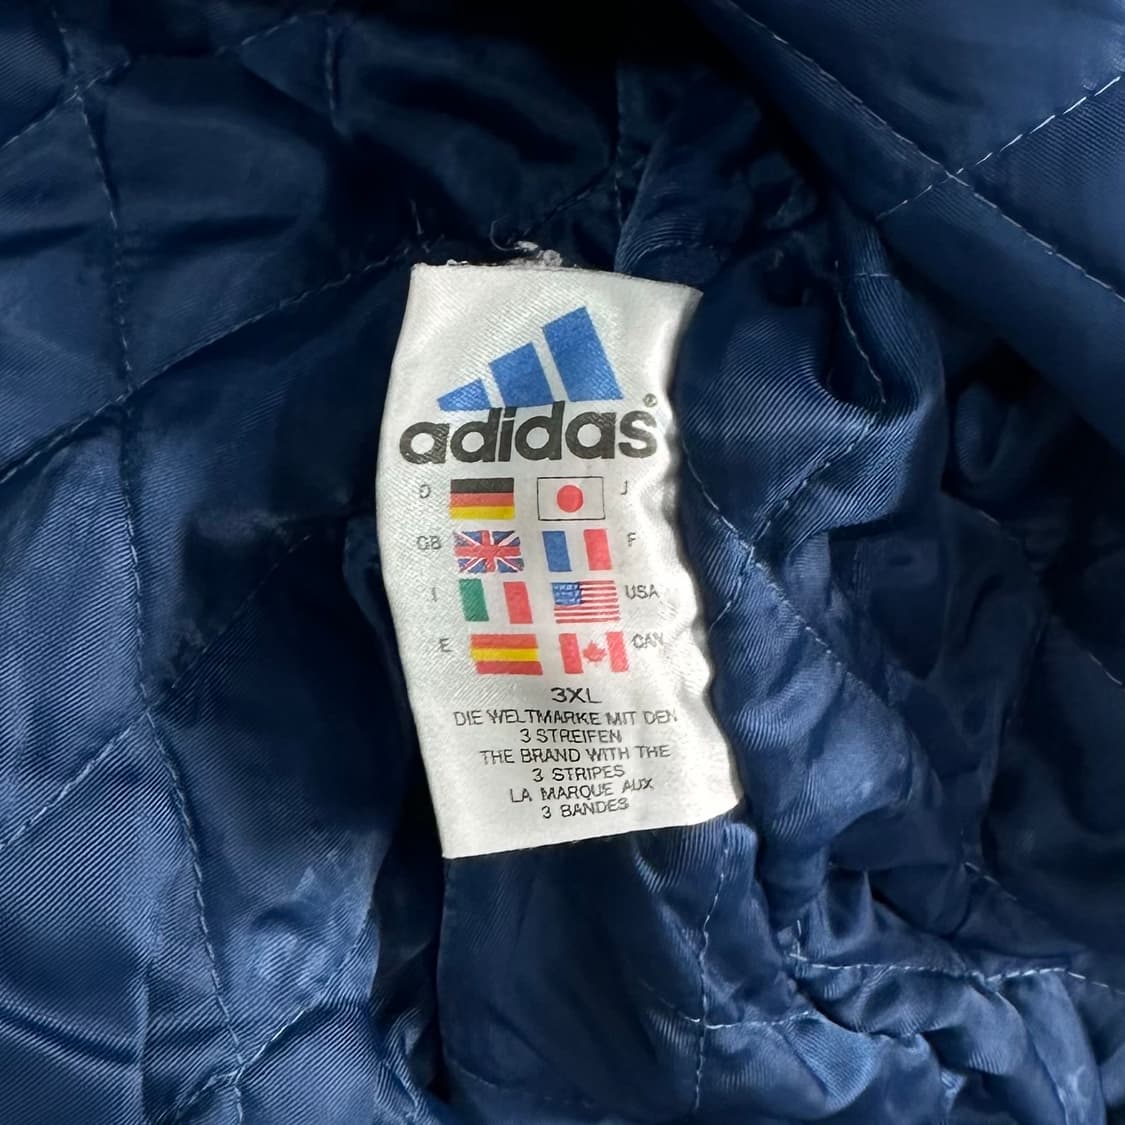 adidas®
D J
GB F
I USA
E CAN
3XL
DIE WELTMARKE MIT DEN
3 STREIFEN
THE BRAND WITH THE
3 STRIPES
LA MARQUE AUX
3 BANDES